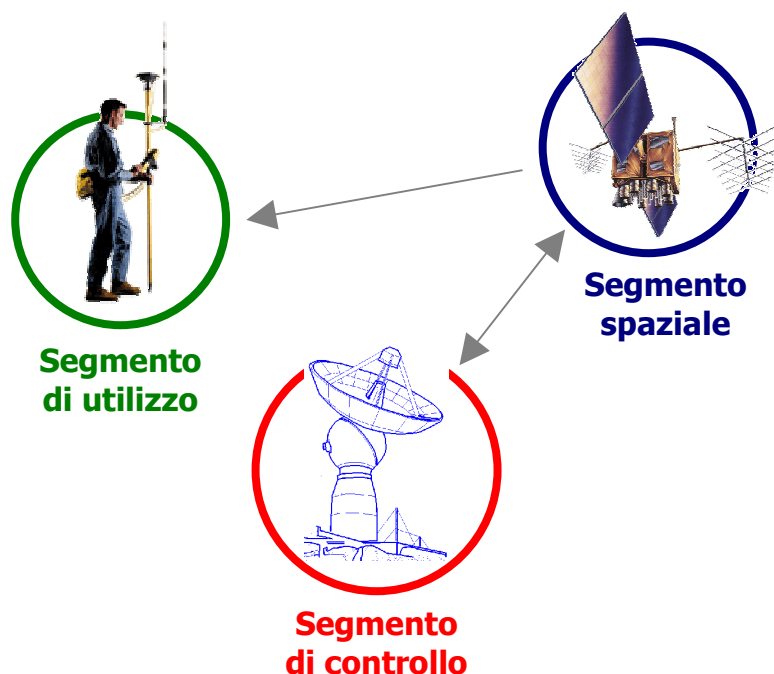 Segmento
spaziale
Segmento
di utilizzo
Segmento
di controllo